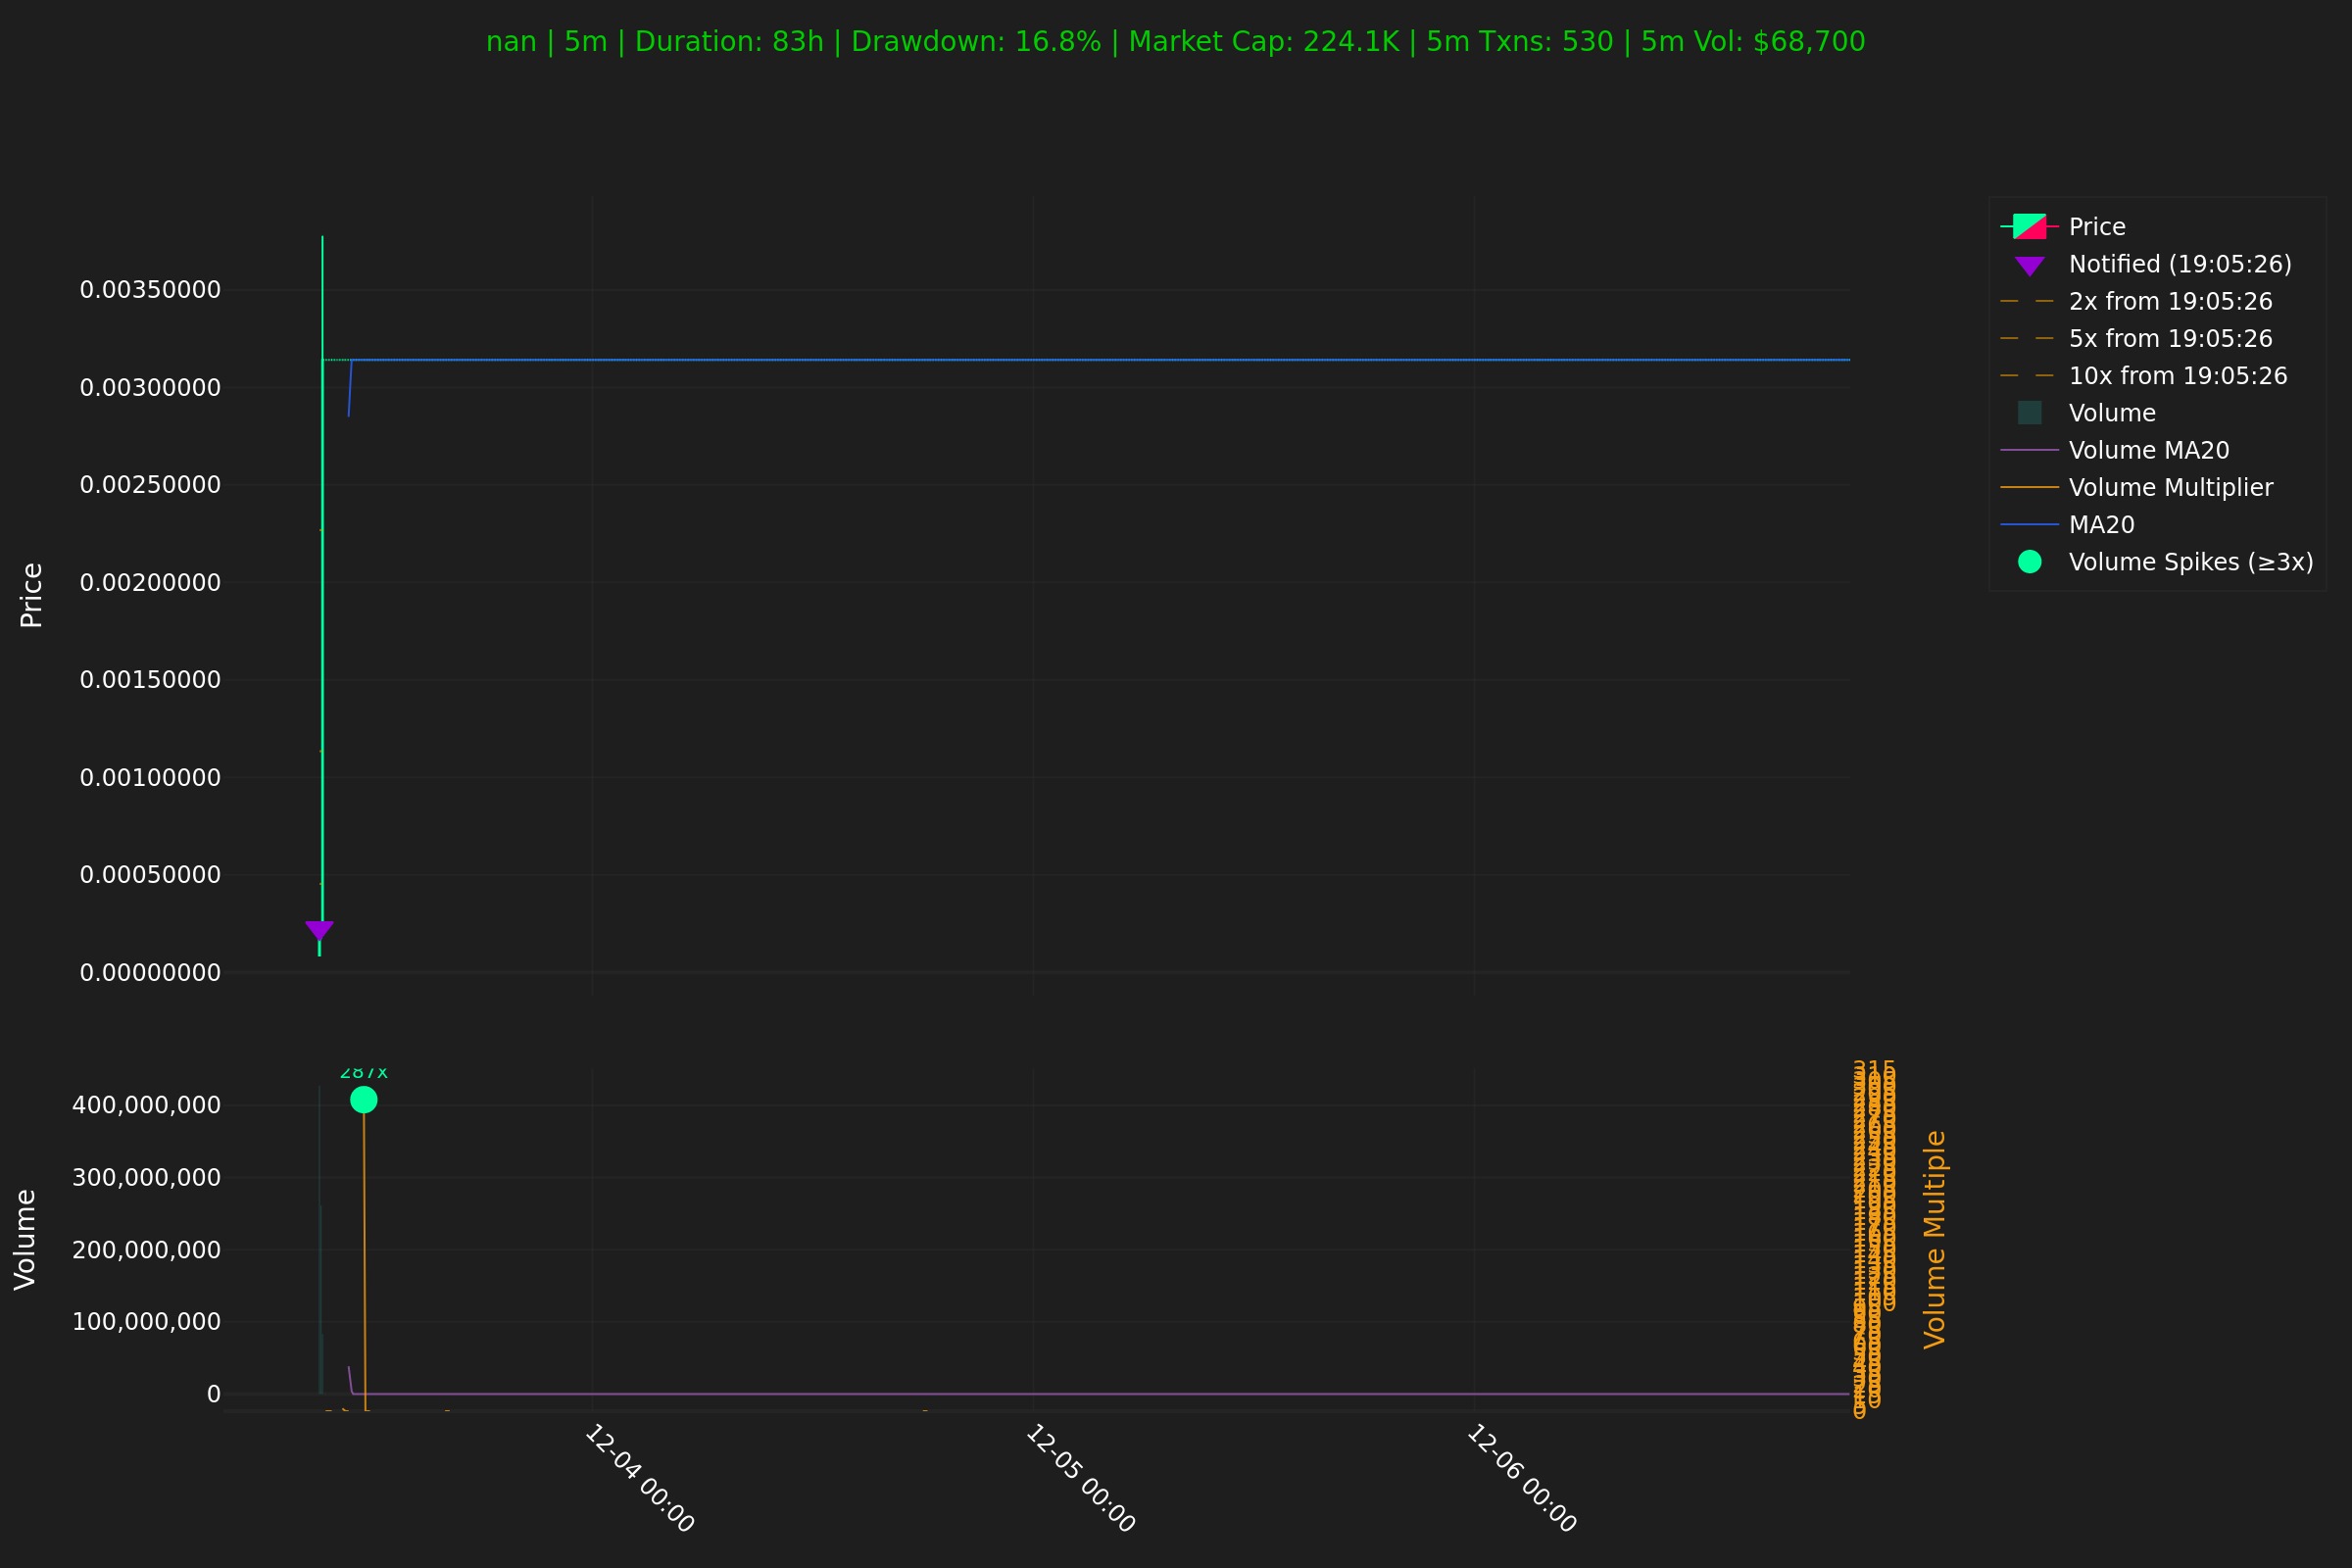 nan | 5m | Duration: 83h | Drawdown: 16.8% | Market Cap: 224.1K | 5m Txns: 530 | 5m Vol: $68,700
Price
0.00350000
0.00300000
0.00250000
0.00200000
0.00150000
0.00100000
0.00050000
0.00000000
Price
Notified (19:05:26)
2x from 19:05:26
5x from 19:05:26
10x from 19:05:26
Volume
Volume MA20
Volume Multiplier
MA20
Volume Spikes (≥3x)
Volume
400,000,000
300,000,000
200,000,000
100,000,000
0
287x
315
0
Volume Multiple
12-04 00:00
12-05 00:00
12-06 00:00